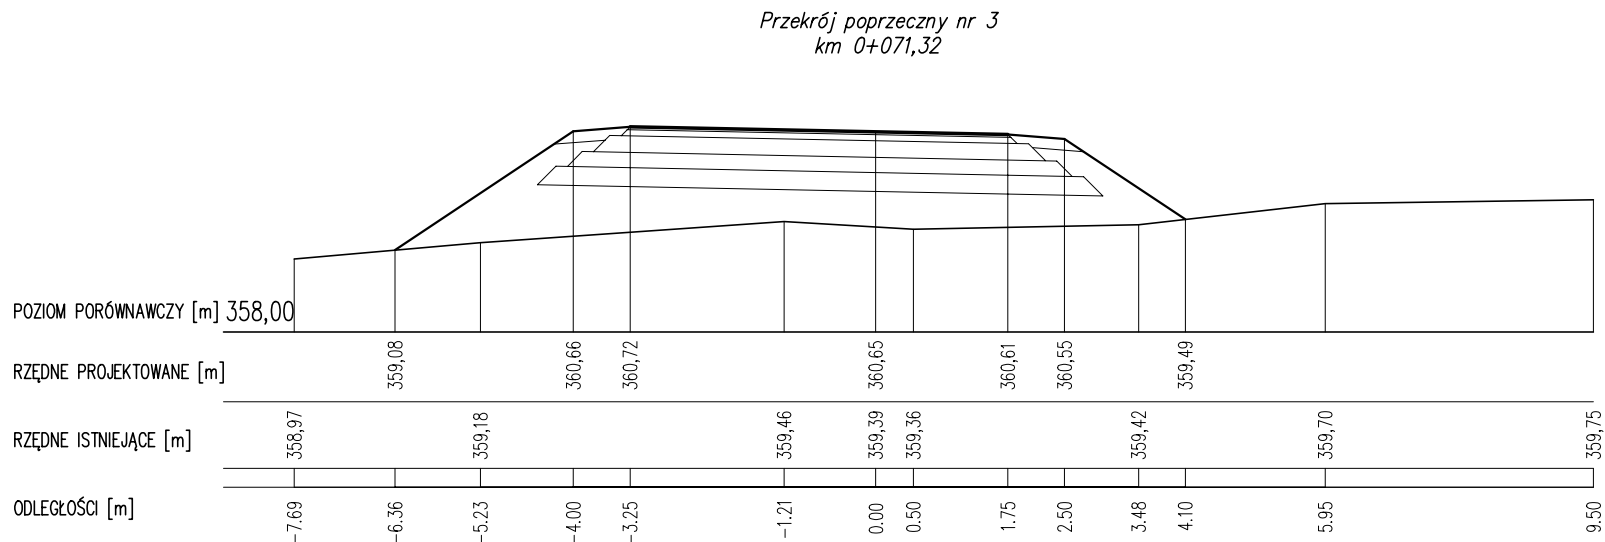 Przekrój poprzeczny nr 3
km 0+071,32
POZIOM PORÓWNAWCZY [m] 358,00
RZĘDNE PROJEKTOWANE [m] 359,08 360,66 360,72 360,65 360,61 360,55 359,49
RZĘDNE ISTNIEJĄCE [m] 358,97 359,18 359,46 359,39 359,36 359,42 359,70 359,75
ODLEGŁOŚCI [m] -7.69 -6.36 -5.23 -4.00 -3.25 -1.21 0.00 0.50 1.75 2.50 3.48 4.10 5.95 9.50